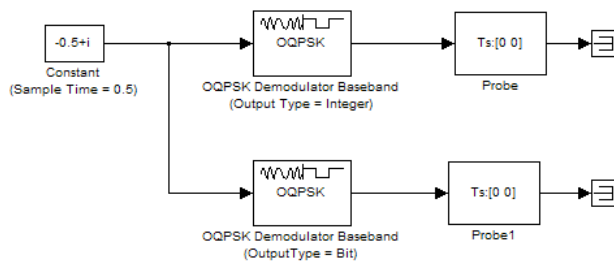 -0.5+i
Constant
(Sample Time = 0.5)
OQPSK
OQPSK Demodulator Baseband
(Output Type = Integer)
Ts:[0 0]
Probe
OQPSK
OQPSK Demodulator Baseband
(OutputType = Bit)
Ts:[0 0]
Probe1